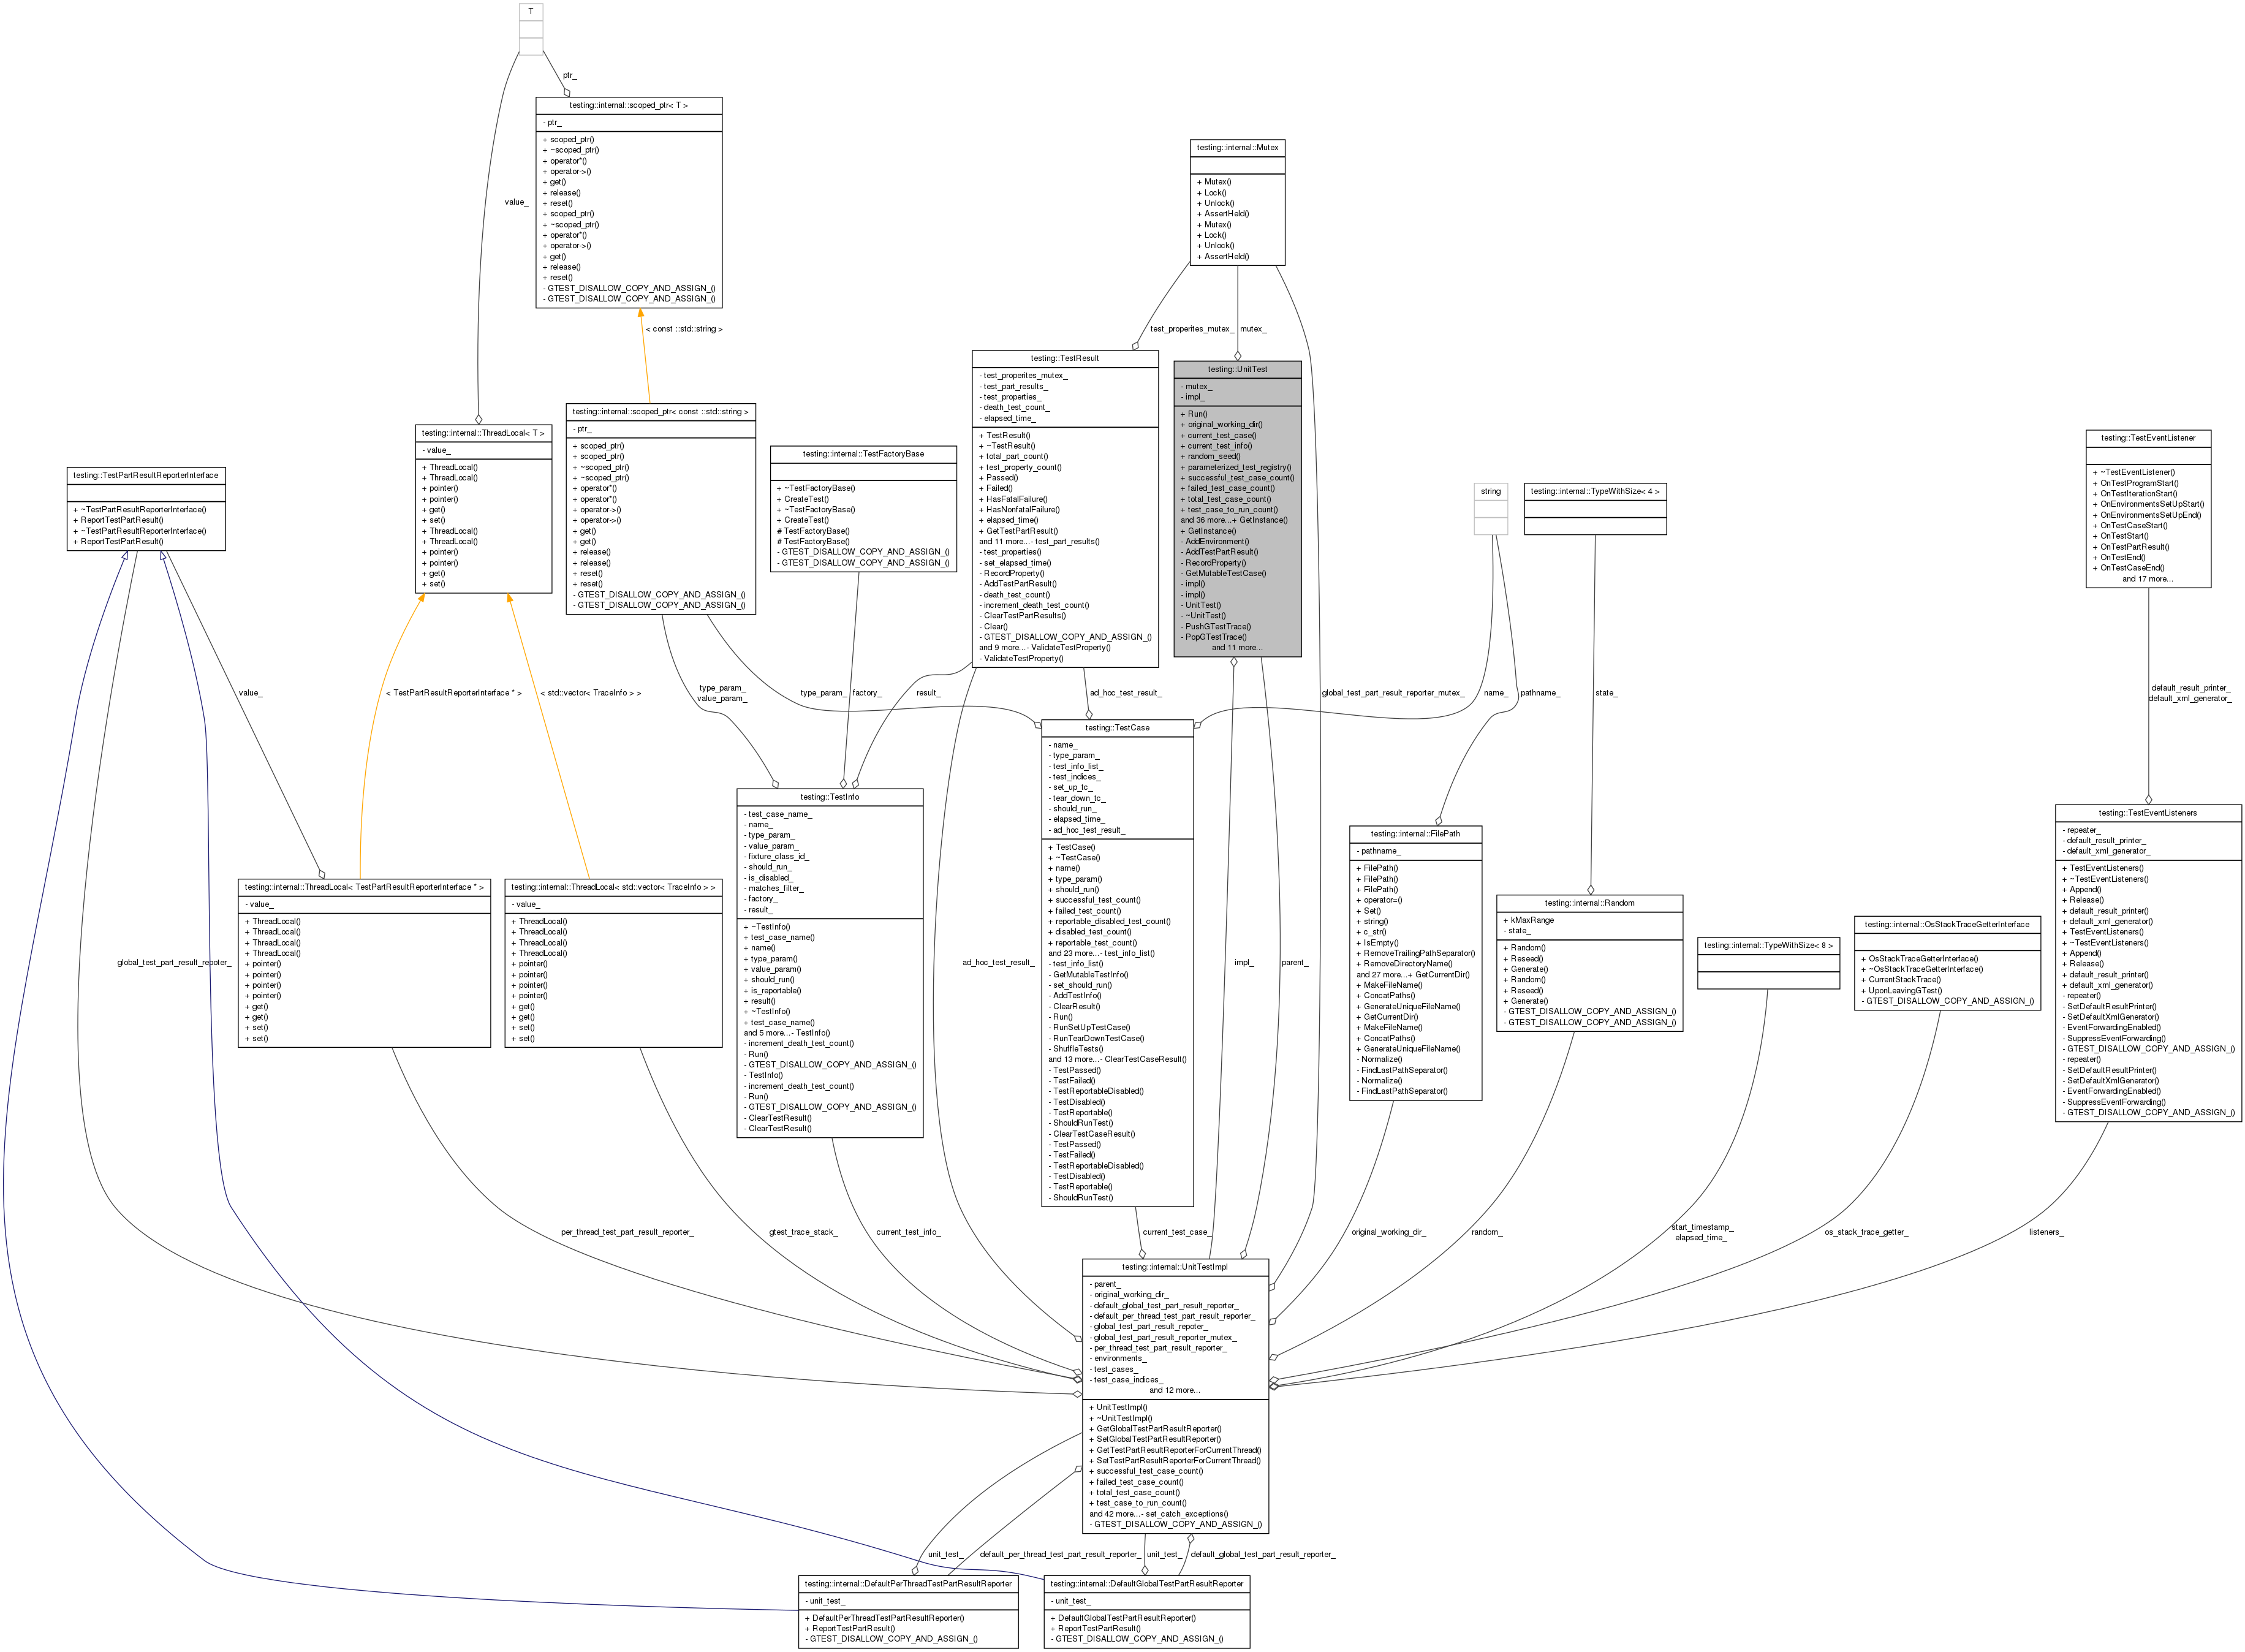 T
ptr_
testing::internal::scoped_ptr< T >
- ptr_
+ scoped_ptr()
+ ~scoped_ptr()
+ operator*()
+ operator->()
+ get()
+ release()
+ reset()
+ scoped_ptr()
+ ~scoped_ptr()
+ operator*()
+ operator->()
+ get()
+ release()
+ reset()
- GTEST_DISALLOW_COPY_AND_ASSIGN_()
- GTEST_DISALLOW_COPY_AND_ASSIGN_()
value_
< const ::std::string >
testing::internal::Mutex
+ Mutex()
+ Lock()
+ Unlock()
+ AssertHeld()
+ Mutex()
+ Lock()
+ Unlock()
+ AssertHeld()
test_properites_mutex_
mutex_
testing::TestPartResultReporterInterface
+ ~TestPartResultReporterInterface()
+ ReportTestPartResult()
+ ~TestPartResultReporterInterface()
+ ReportTestPartResult()
testing::internal::ThreadLocal< T >
- value_
+ ThreadLocal()
+ ThreadLocal()
+ pointer()
+ pointer()
+ get()
+ set()
+ ThreadLocal()
+ ThreadLocal()
+ pointer()
+ pointer()
+ get()
+ set()
testing::internal::scoped_ptr< const ::std::string >
- ptr_
+ scoped_ptr()
+ scoped_ptr()
+ ~scoped_ptr()
+ ~scoped_ptr()
+ operator*()
+ operator*()
+ operator->()
+ operator->()
+ get()
+ get()
+ release()
+ release()
+ reset()
+ reset()
- GTEST_DISALLOW_COPY_AND_ASSIGN_()
- GTEST_DISALLOW_COPY_AND_ASSIGN_()
testing::internal::TestFactoryBase
+ ~TestFactoryBase()
+ CreateTest()
+ ~TestFactoryBase()
+ CreateTest()
# TestFactoryBase()
# TestFactoryBase()
- GTEST_DISALLOW_COPY_AND_ASSIGN_()
- GTEST_DISALLOW_COPY_AND_ASSIGN_()
testing::TestResult
- test_properites_mutex_
- test_part_results_
- test_properties_
- death_test_count_
- elapsed_time_
+ TestResult()
+ ~TestResult()
+ total_part_count()
+ test_property_count()
+ Passed()
+ Failed()
+ HasFatalFailure()
+ HasNonfatalFailure()
+ elapsed_time()
+ GetTestPartResult()
and 11 more...- test_part_results()
- test_properties()
- set_elapsed_time()
- RecordProperty()
- AddTestPartResult()
- death_test_count()
- increment_death_test_count()
- ClearTestPartResults()
- Clear()
- GTEST_DISALLOW_COPY_AND_ASSIGN_()
and 9 more...- ValidateTestProperty()
- ValidateTestProperty()
testing::UnitTest
- mutex_
- impl_
+ Run()
+ original_working_dir()
+ current_test_case()
+ current_test_info()
+ random_seed()
+ parameterized_test_registry()
+ successful_test_case_count()
+ failed_test_case_count()
+ total_test_case_count()
+ test_case_to_run_count()
and 36 more...+ GetInstance()
+ GetInstance()
- AddEnvironment()
- AddTestPartResult()
- RecordProperty()
- GetMutableTestCase()
- impl()
- impl()
- UnitTest()
- ~UnitTest()
- PushGTestTrace()
- PopGTestTrace()
and 11 more...
string
testing::internal::TypeWithSize< 4 >
testing::TestEventListener
+ ~TestEventListener()
+ OnTestProgramStart()
+ OnTestIterationStart()
+ OnEnvironmentsSetUpStart()
+ OnEnvironmentsSetUpEnd()
+ OnTestCaseStart()
+ OnTestStart()
+ OnTestPartResult()
+ OnTestEnd()
+ OnTestCaseEnd()
and 17 more...
value_
< TestPartResultReporterInterface * >
< std::vector< TraceInfo > >
type_param_
value_param_
type_param_
factory_
result_
ad_hoc_test_result_
global_test_part_result_reporter_mutex_
name_
pathname_
state_
default_result_printer_
default_xml_generator_
testing::internal::ThreadLocal< TestPartResultReporterInterface * >
- value_
+ ThreadLocal()
+ ThreadLocal()
+ ThreadLocal()
+ ThreadLocal()
+ pointer()
+ pointer()
+ pointer()
+ pointer()
+ get()
+ get()
+ set()
+ set()
testing::internal::ThreadLocal< std::vector< TraceInfo > >
- value_
+ ThreadLocal()
+ ThreadLocal()
+ ThreadLocal()
+ ThreadLocal()
+ pointer()
+ pointer()
+ pointer()
+ pointer()
+ get()
+ get()
+ set()
+ set()
testing::TestInfo
- test_case_name_
- name_
- type_param_
- value_param_
- fixture_class_id_
- should_run_
- is_disabled_
- matches_filter_
- factory_
- result_
+ ~TestInfo()
+ test_case_name()
+ name()
+ type_param()
+ value_param()
+ should_run()
+ is_reportable()
+ result()
+ ~TestInfo()
+ test_case_name()
and 5 more...- TestInfo()
- increment_death_test_count()
- Run()
- GTEST_DISALLOW_COPY_AND_ASSIGN_()
- TestInfo()
- increment_death_test_count()
- Run()
- GTEST_DISALLOW_COPY_AND_ASSIGN_()
- ClearTestResult()
- ClearTestResult()
testing::TestCase
- name_
- type_param_
- test_info_list_
- test_indices_
- set_up_tc_
- tear_down_tc_
- should_run_
- elapsed_time_
- ad_hoc_test_result_
+ TestCase()
+ ~TestCase()
+ name()
+ type_param()
+ should_run()
+ successful_test_count()
+ failed_test_count()
+ reportable_disabled_test_count()
+ disabled_test_count()
+ reportable_test_count()
and 23 more...- test_info_list()
- test_info_list()
- GetMutableTestInfo()
- set_should_run()
- AddTestInfo()
- ClearResult()
- Run()
- RunSetUpTestCase()
- RunTearDownTestCase()
- ShuffleTests()
and 13 more...- ClearTestCaseResult()
- TestPassed()
- TestFailed()
- TestReportableDisabled()
- TestDisabled()
- TestReportable()
- ShouldRunTest()
- ClearTestCaseResult()
- TestPassed()
- TestFailed()
- TestReportableDisabled()
- TestDisabled()
- TestReportable()
- ShouldRunTest()
testing::internal::FilePath
- pathname_
+ FilePath()
+ FilePath()
+ FilePath()
+ operator=()
+ Set()
+ string()
+ c_str()
+ IsEmpty()
+ RemoveTrailingPathSeparator()
+ RemoveDirectoryName()
and 27 more...+ GetCurrentDir()
+ MakeFileName()
+ ConcatPaths()
+ GenerateUniqueFileName()
+ GetCurrentDir()
+ MakeFileName()
+ ConcatPaths()
+ GenerateUniqueFileName()
- Normalize()
- FindLastPathSeparator()
- Normalize()
- FindLastPathSeparator()
testing::internal::Random
+ kMaxRange
- state_
+ Random()
+ Reseed()
+ Generate()
+ Random()
+ Reseed()
+ Generate()
- GTEST_DISALLOW_COPY_AND_ASSIGN_()
- GTEST_DISALLOW_COPY_AND_ASSIGN_()
testing::internal::TypeWithSize< 8 >
testing::internal::OsStackTraceGetterInterface
+ OsStackTraceGetterInterface()
+ ~OsStackTraceGetterInterface()
+ CurrentStackTrace()
+ UponLeavingGTest()
- GTEST_DISALLOW_COPY_AND_ASSIGN_()
testing::TestEventListeners
- repeater_
- default_result_printer_
- default_xml_generator_
+ TestEventListeners()
+ ~TestEventListeners()
+ Append()
+ Release()
+ default_result_printer()
+ default_xml_generator()
+ TestEventListeners()
+ ~TestEventListeners()
+ Append()
+ Release()
+ default_result_printer()
+ default_xml_generator()
- repeater()
- SetDefaultResultPrinter()
- SetDefaultXmlGenerator()
- EventForwardingEnabled()
- SuppressEventForwarding()
- GTEST_DISALLOW_COPY_AND_ASSIGN_()
- repeater()
- SetDefaultResultPrinter()
- SetDefaultXmlGenerator()
- EventForwardingEnabled()
- SuppressEventForwarding()
- GTEST_DISALLOW_COPY_AND_ASSIGN_()
global_test_part_result_repoter_
ad_hoc_test_result_
impl_
parent_
per_thread_test_part_result_reporter_
gtest_trace_stack_
current_test_info_
current_test_case_
original_working_dir_
random_
start_timestamp_
elapsed_time_
os_stack_trace_getter_
listeners_
testing::internal::UnitTestImpl
- parent_
- original_working_dir_
- default_global_test_part_result_reporter_
- default_per_thread_test_part_result_reporter_
- global_test_part_result_repoter_
- global_test_part_result_reporter_mutex_
- per_thread_test_part_result_reporter_
- environments_
- test_cases_
- test_case_indices_
and 12 more...
+ UnitTestImpl()
+ ~UnitTestImpl()
+ GetGlobalTestPartResultReporter()
+ SetGlobalTestPartResultReporter()
+ GetTestPartResultReporterForCurrentThread()
+ SetTestPartResultReporterForCurrentThread()
+ successful_test_case_count()
+ failed_test_case_count()
+ total_test_case_count()
+ test_case_to_run_count()
and 42 more...- set_catch_exceptions()
- GTEST_DISALLOW_COPY_AND_ASSIGN_()
unit_test_
default_per_thread_test_part_result_reporter_
unit_test_
default_global_test_part_result_reporter_
testing::internal::DefaultPerThreadTestPartResultReporter
- unit_test_
+ DefaultPerThreadTestPartResultReporter()
+ ReportTestPartResult()
- GTEST_DISALLOW_COPY_AND_ASSIGN_()
testing::internal::DefaultGlobalTestPartResultReporter
- unit_test_
+ DefaultGlobalTestPartResultReporter()
+ ReportTestPartResult()
- GTEST_DISALLOW_COPY_AND_ASSIGN_()